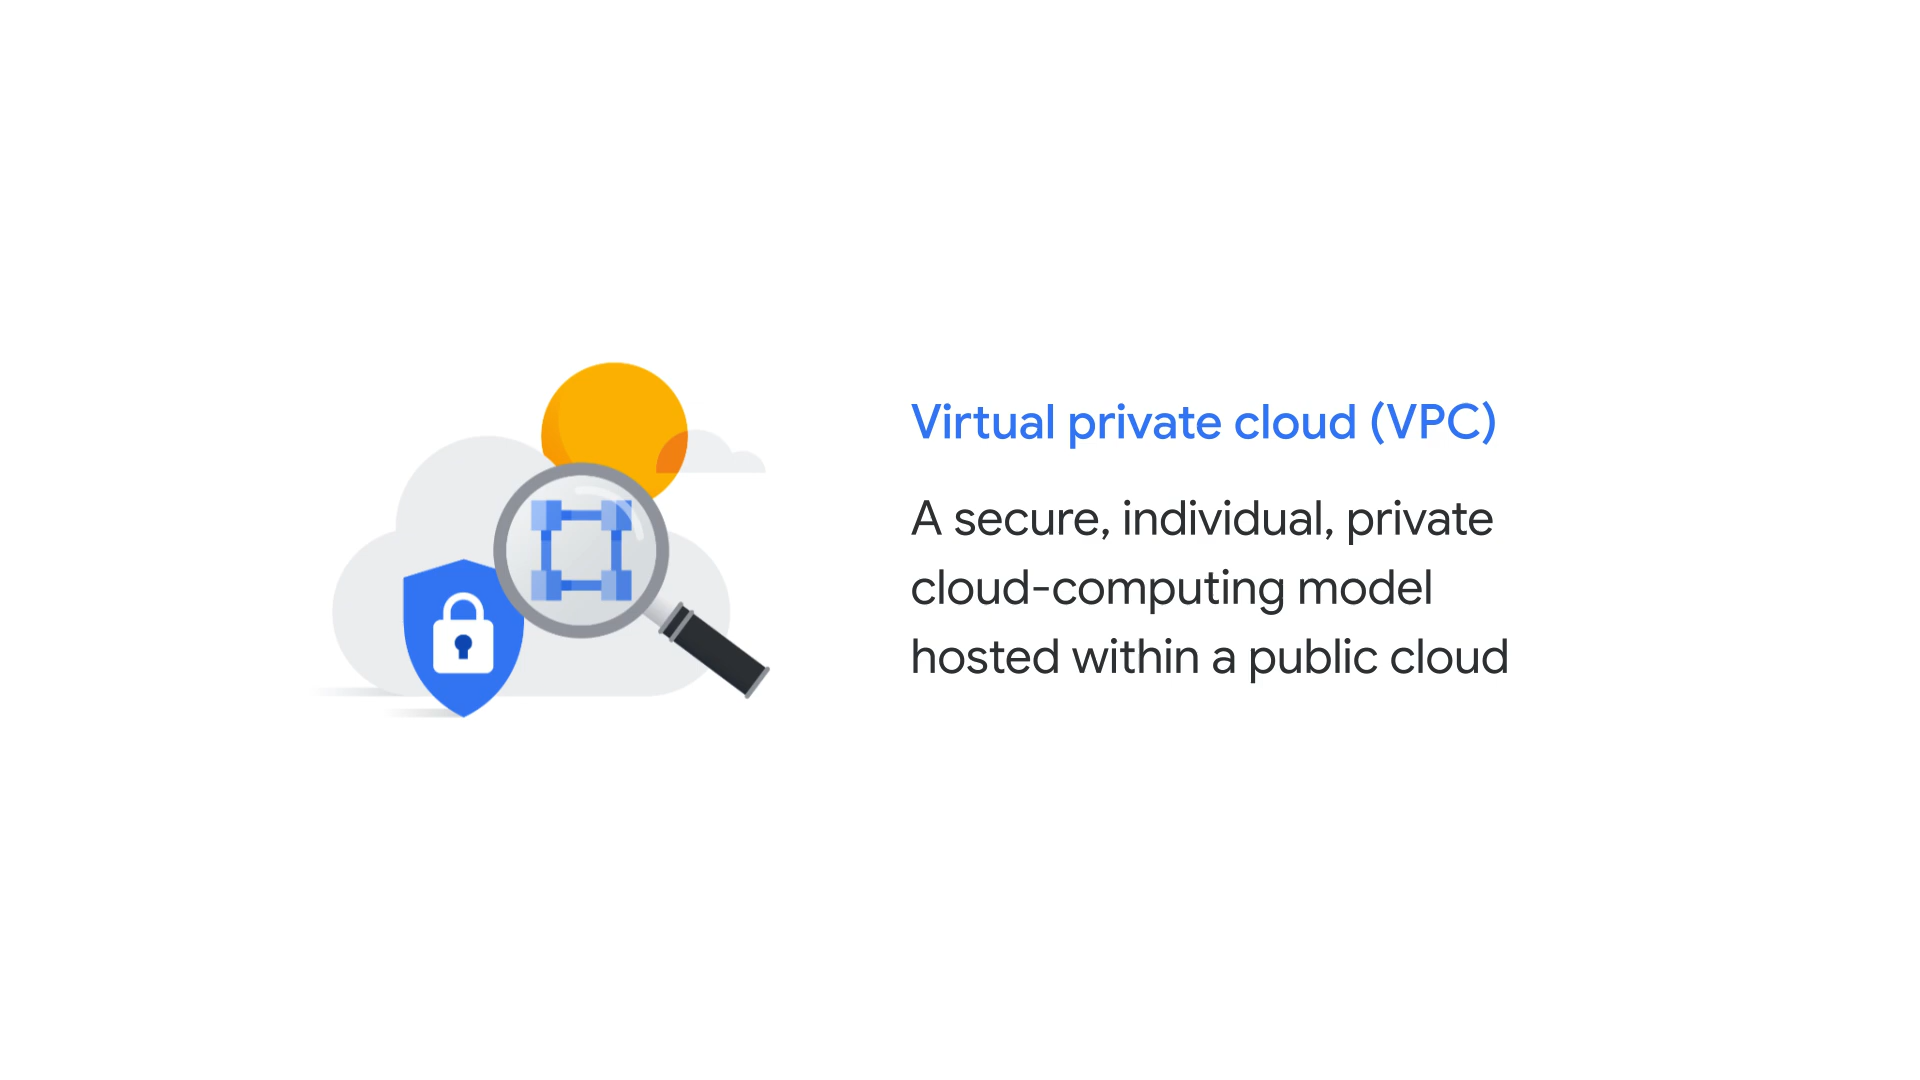 Virtual private cloud (VPC)
A secure, individual, private
cloud-computing model
hosted within a public cloud